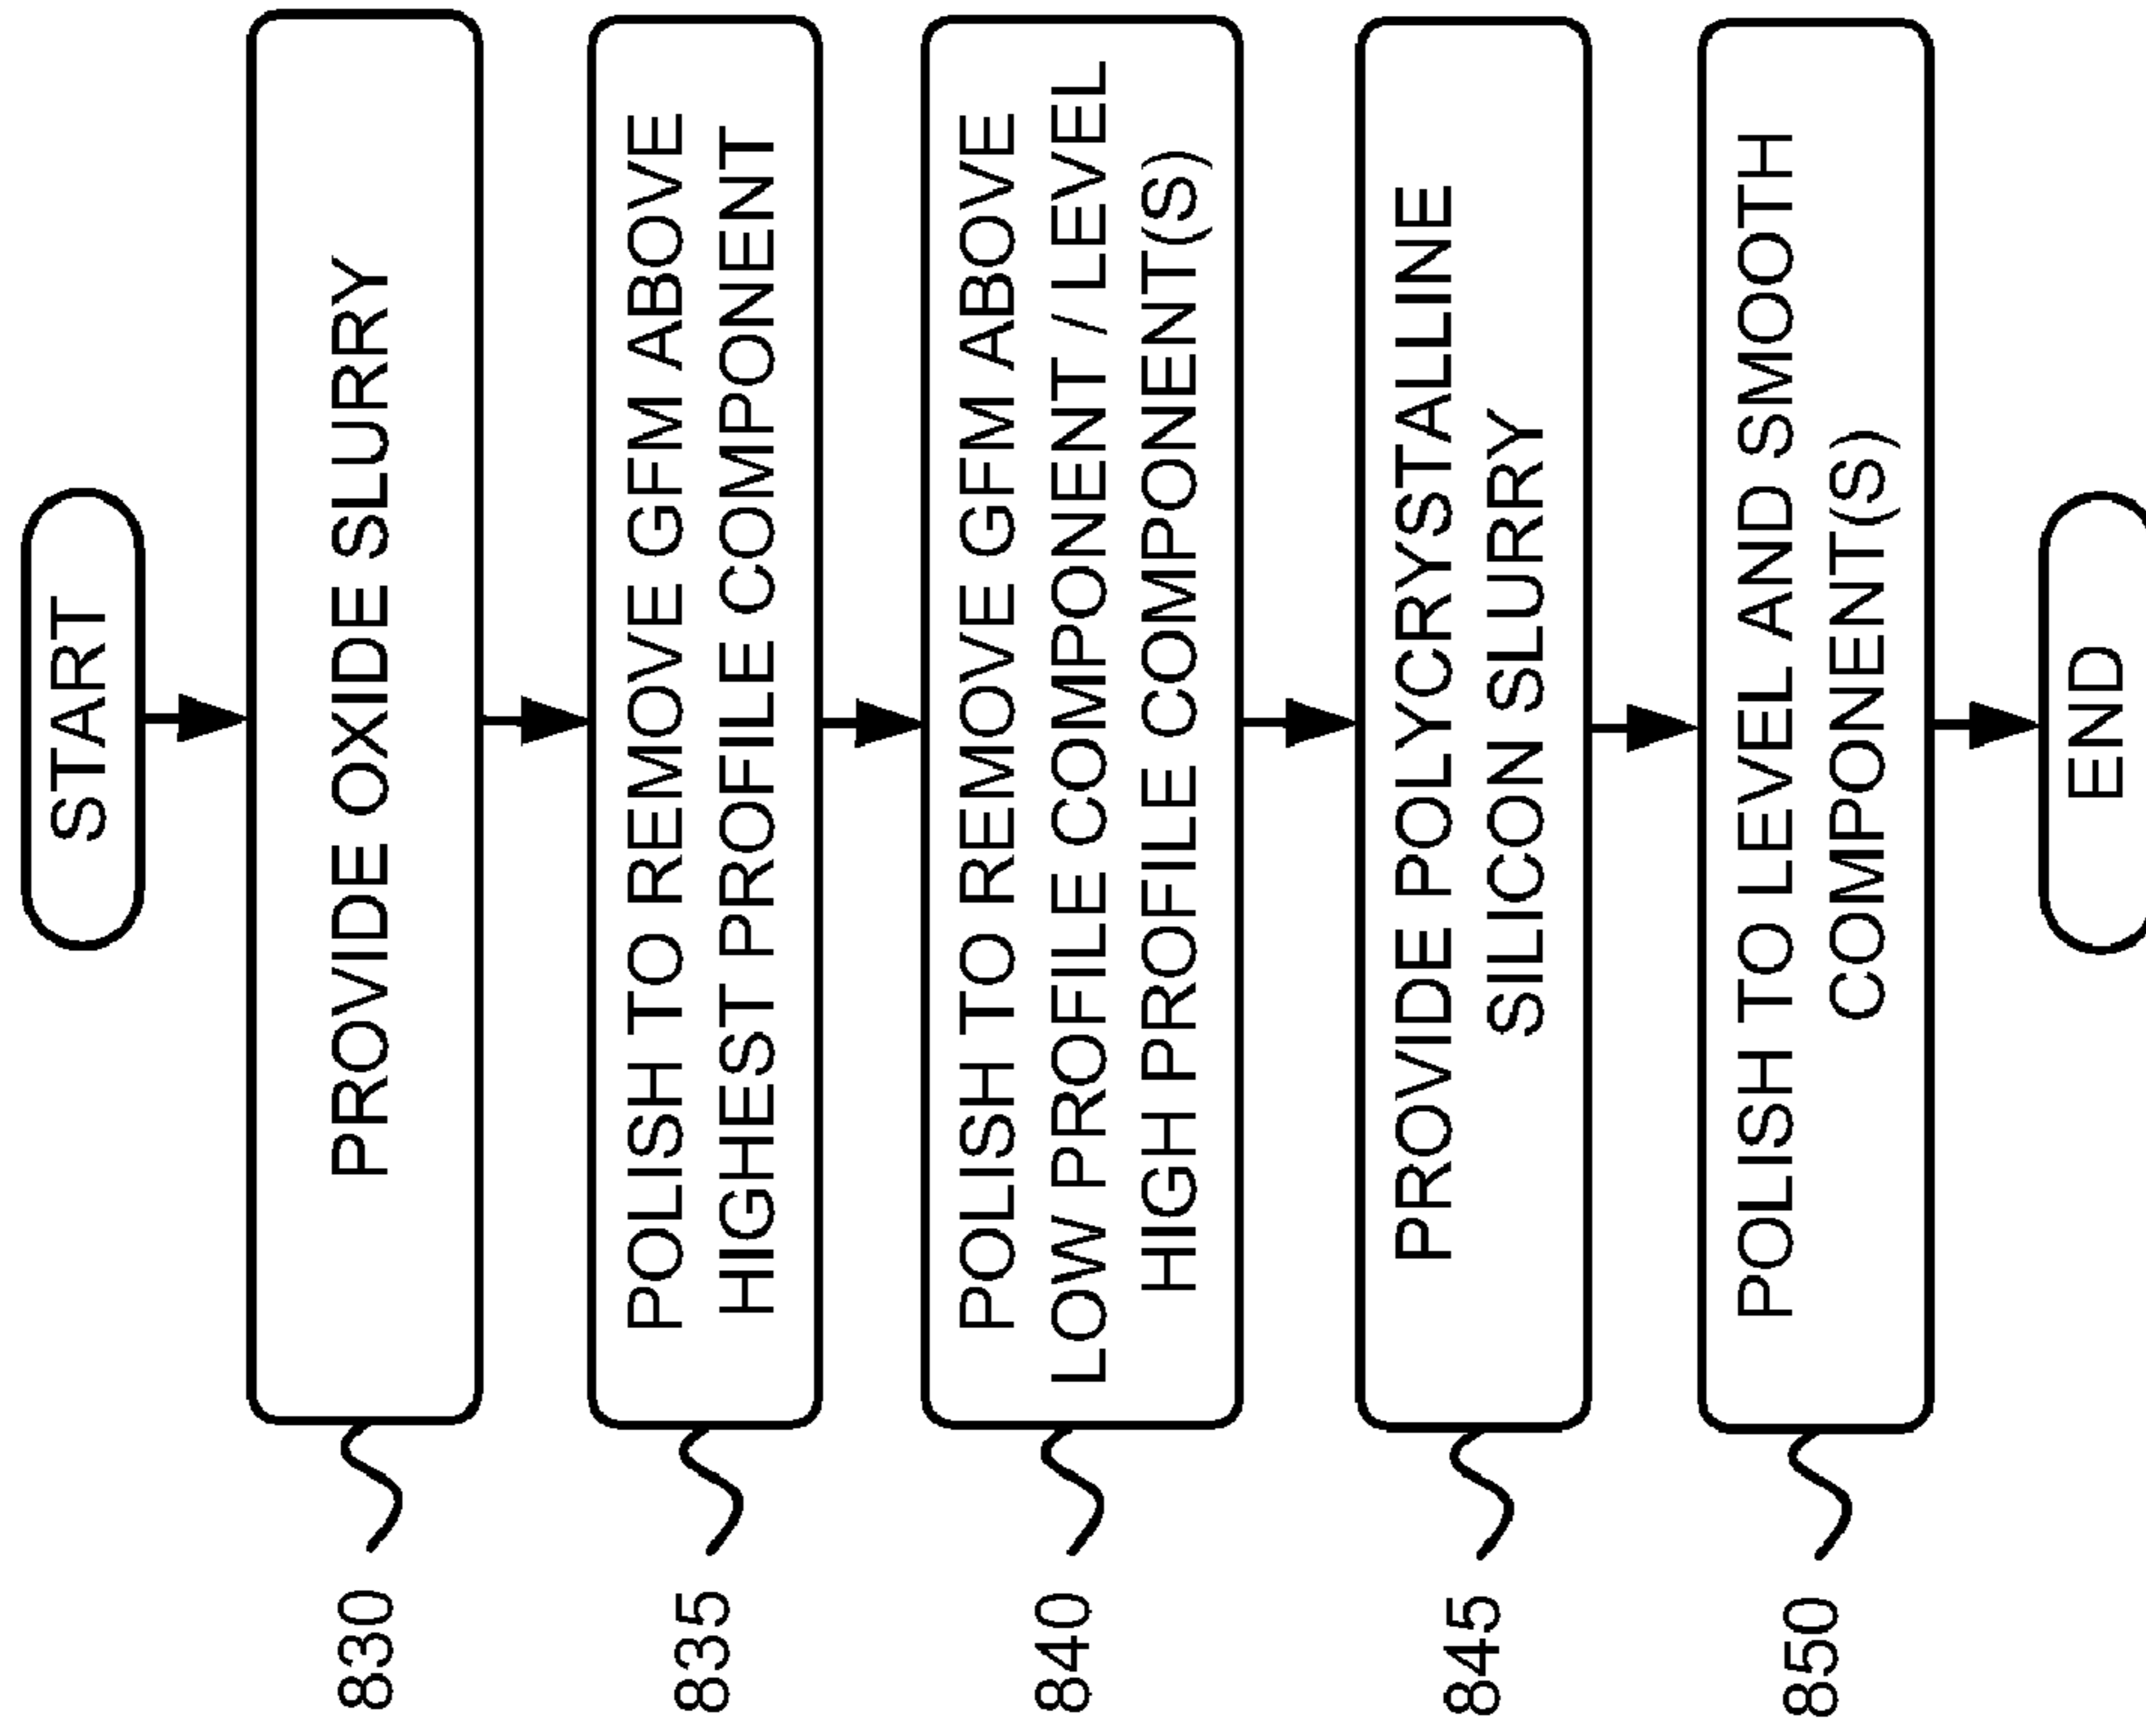 START
830
PROVIDE OXIDE SLURRY
835
POLISH TO REMOVE GFM ABOVE
HIGHEST PROFILE COMPONENT
840
POLISH TO REMOVE GFM ABOVE
LOW PROFILE COMPONENT / LEVEL
HIGH PROFILE COMPONENT(S)
845
PROVIDE POLYCRYSTALLINE
SILICON SLURRY
850
POLISH TO LEVEL AND SMOOTH
COMPONENT(S)
END